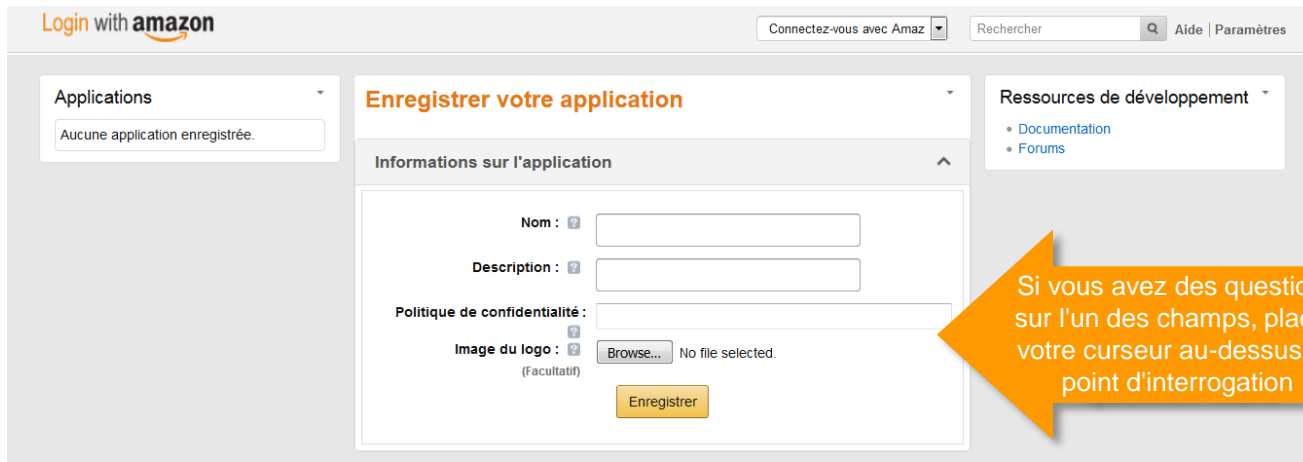 Login with amazon
Connectez-vous avec Amaz
Rechercher
Aide | Paramètres
Applications
Aucune application enregistrée.
Enregistrer votre application
Informations sur l'application
Nom :
Description :
Politique de confidentialité :
Image du logo :
(Facultatif)
Browse... No file selected.
Enregistrer
Ressources de développement
Documentation
Forums
Si vous avez des
sur l'un des champs,
votre curseur au-dessus
point d'interrogation